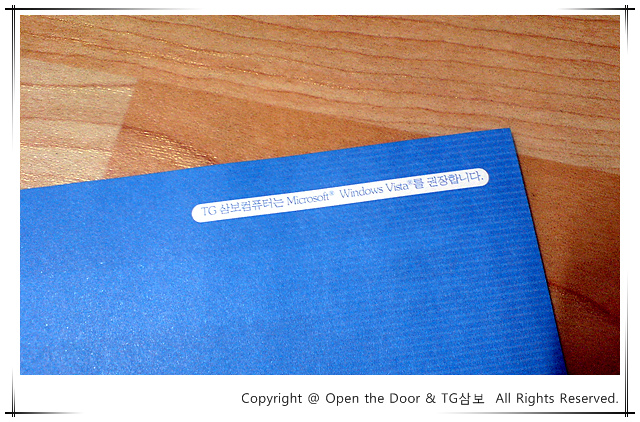 TG 삼보컴퓨터는 Microsoft® Windows Vista®를 권장합니다.
Copyright @ Open the Door & TG삼보 All Rights Reserved.